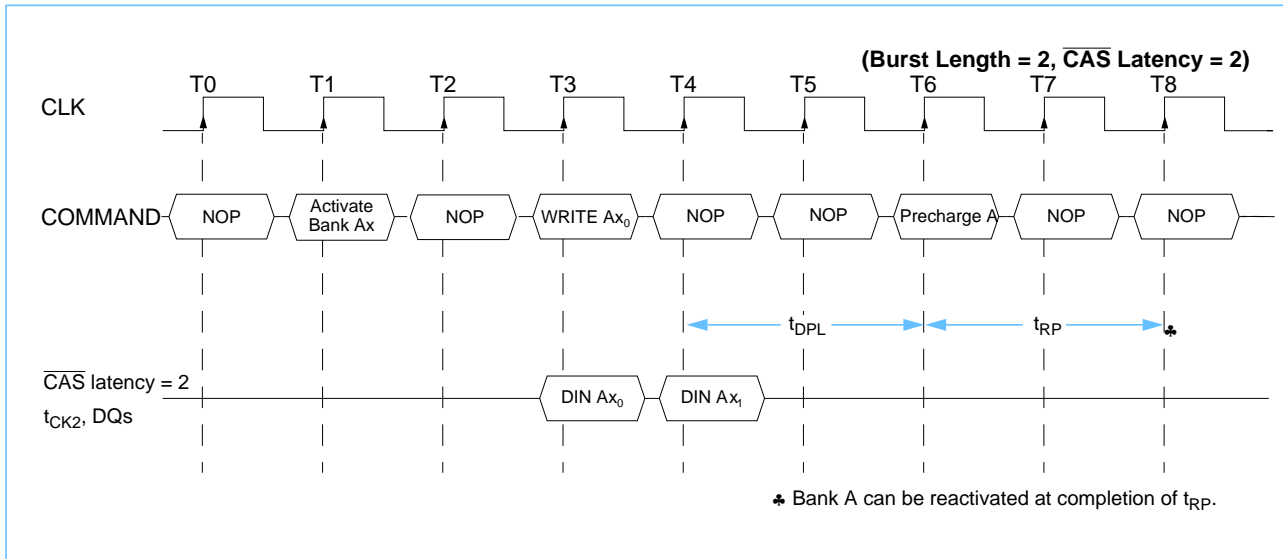 (Burst Length = 2, CAS Latency = 2)
T0 T1 T2 T3 T4 T5 T6 T7 T8
CLK
COMMAND NOP Activate Bank Ax NOP WRITE Ax0 NOP NOP Precharge A NOP NOP
tDPL tRP ♣
CAS latency = 2
tCK2, DQs
DIN Ax0 DIN Ax1
♣ Bank A can be reactivated at completion of tRP.